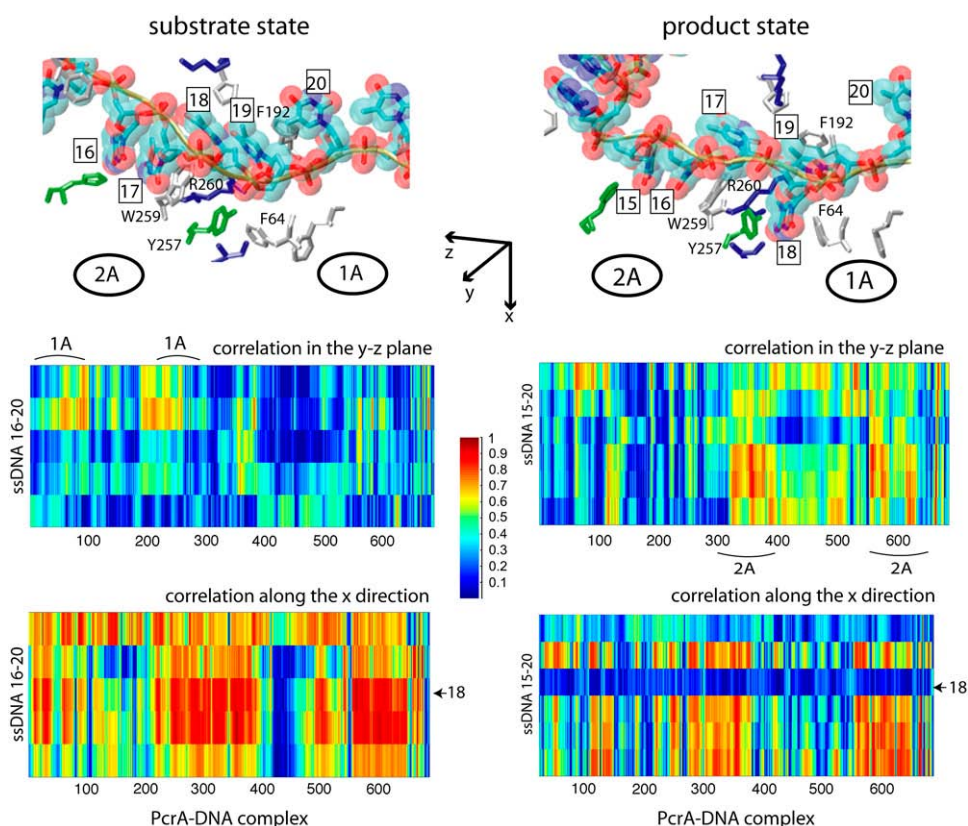 substrate state
product state
16
17
18
19
20
F192
R260
W259
Y257
F64
2A
1A
z
y
x
15
16
17
18
19
20
F192
R260
W259
Y257
F64
2A
1A
1A
1A
correlation in the y-z plane
ssDNA 16-20
100 200 300 400 500 600
1
0.9
0.8
0.7
0.6
0.5
0.4
0.3
0.2
0.1
correlation in the y-z plane
ssDNA 15-20
100 200 300 400 500 600
2A
2A
correlation along the x direction
ssDNA 16-20
18
100 200 300 400 500 600
PcrA-DNA complex
correlation along the x direction
ssDNA 15-20
18
100 200 300 400 500 600
PcrA-DNA complex